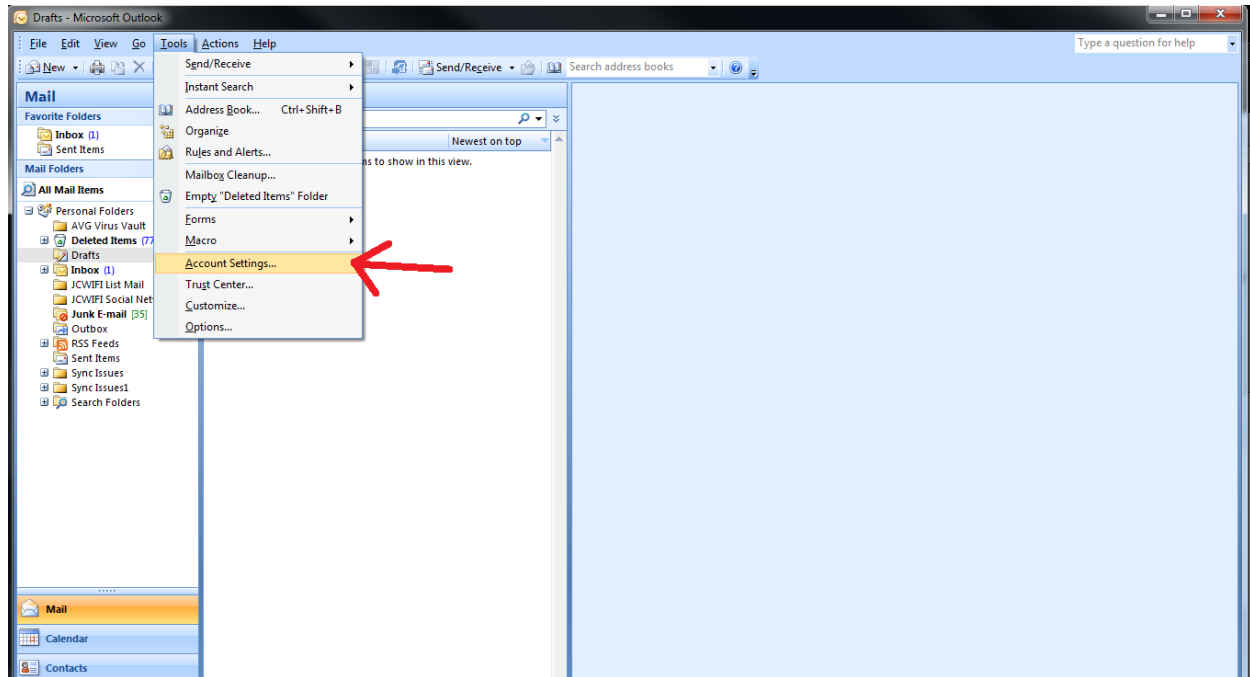 Drafts - Microsoft Outlook
File Edit View Go Tools Actions Help
Type a question for help
New
Send/Receive
Search address books
Mail
Favorite Folders
Inbox (1)
Sent Items
Mail Folders
All Mail Items
Personal Folders
AVG Virus Vault
Deleted Items (77
Drafts
Inbox (1)
JCWIFI List Mail
JCWIFI Social Net
Junk E-mail [35]
Outbox
RSS Feeds
Sent Items
Sync Issues
Sync Issues1
Search Folders
Mail
Calendar
Contacts
Send/Receive
Instant Search
Address Book... Ctrl+Shift+B
Organize
Rules and Alerts...
Mailbox Cleanup...
Empty "Deleted Items" Folder
Forms
Macro
Account Settings...
Trust Center...
Customize...
Options...
Newest on top
to show in this view.